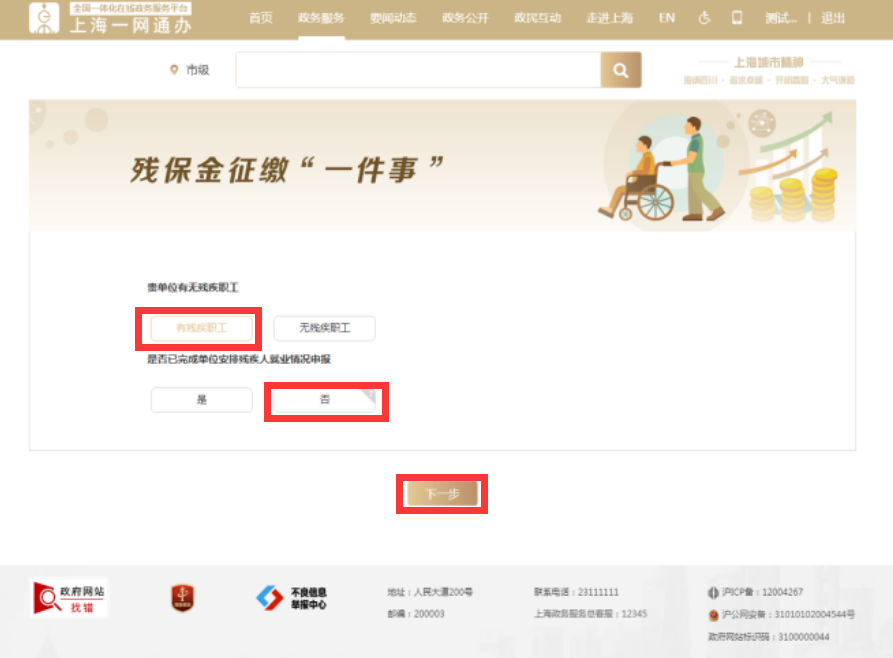 全国一体化在线政务服务平台
上海一网通办
首页 政务服务 要闻动态 政务公开 政民互动 走进上海 EN 测试... | 退出
市级
上海城市精神
海纳百川 · 追求卓越 · 开明睿智 · 大气谦和
残保金征缴“一件事”
贵单位有无残疾职工
有残疾职工 无残疾职工
是否已完成单位安排残疾人就业情况申报
是 否
下一步
政府网站
找错
不良信息
举报中心
地址：人民大道200号
邮编：200003
联系电话：23111111
上海政务服务总客服：12345
沪ICP备：12004267
沪公网安备：31010102004544号
政府网站标识码：3100000044